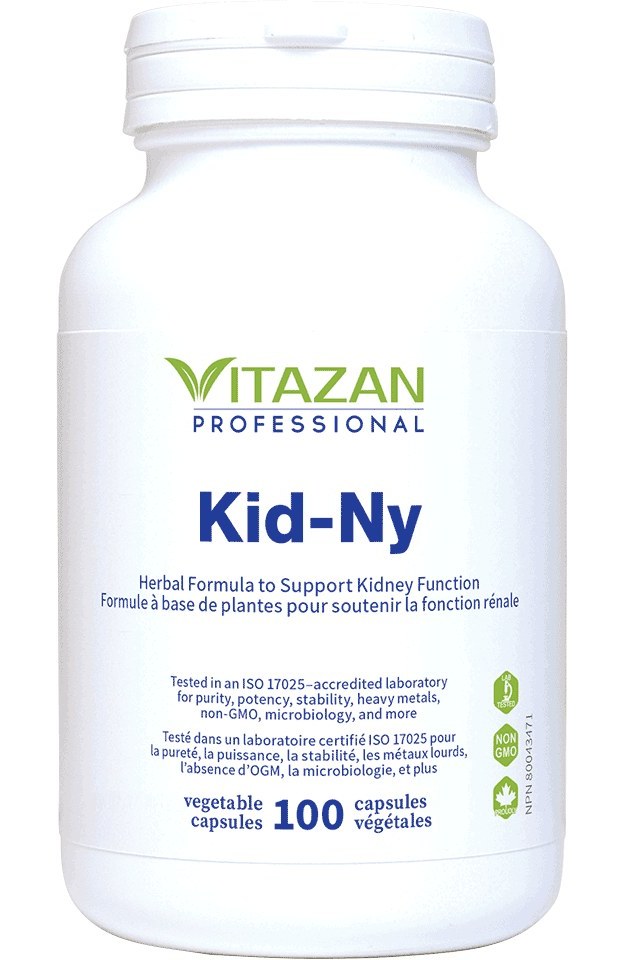 VITAZAN
PROFESSIONAL
Kid-Ny
Herbal Formula to Support Kidney Function
Formule à base de plantes pour soutenir la fonction rénale
Tested in an ISO 17025–accredited laboratory
for purity, potency, stability, heavy metals,
non-GMO, microbiology, and more
Testé dans un laboratoire certifié ISO 17025 pour
la pureté, la puissance, la stabilité, les métaux lourds,
l’absence d’OGM, la microbiologie, et plus
vegetable capsules 100 capsules végétales
LAB
TESTED
NON
GMO
PROUDLY
NPN 80043471